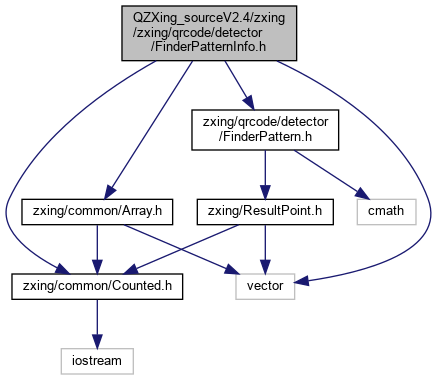 QZXing_sourceV2.4/zxing
/zxing/qrcode/detector
/FinderPatternInfo.h
zxing/qrcode/detector
/FinderPattern.h
zxing/common/Array.h
zxing/ResultPoint.h
cmath
zxing/common/Counted.h
vector
iostream